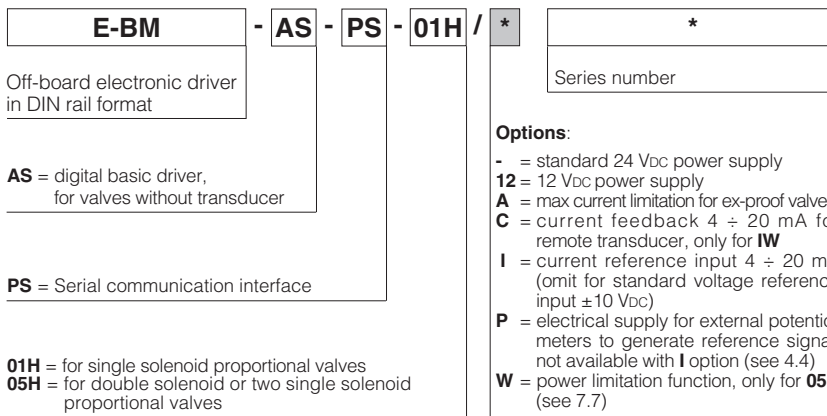 E-BM - AS - PS - 01H / * *
Off-board electronic driver
in DIN rail format
Series number
AS = digital basic driver,
for valves without transducer
PS = Serial communication interface
01H = for single solenoid proportional valves
05H = for double solenoid or two single solenoid
proportional valves
Options:
- = standard 24 VDC power supply
12 = 12 VDC power supply
A = max current limitation for ex-proof valve
C = current feedback 4 ÷ 20 mA
remote transducer, only for IW
I = current reference input 4 ÷ 20
(omit for standard voltage
input ±10 VDC)
P = electrical supply for external
meters to generate reference
not available with I option (see 4.4)
W = power limitation function, only for 05
(see 7.7)